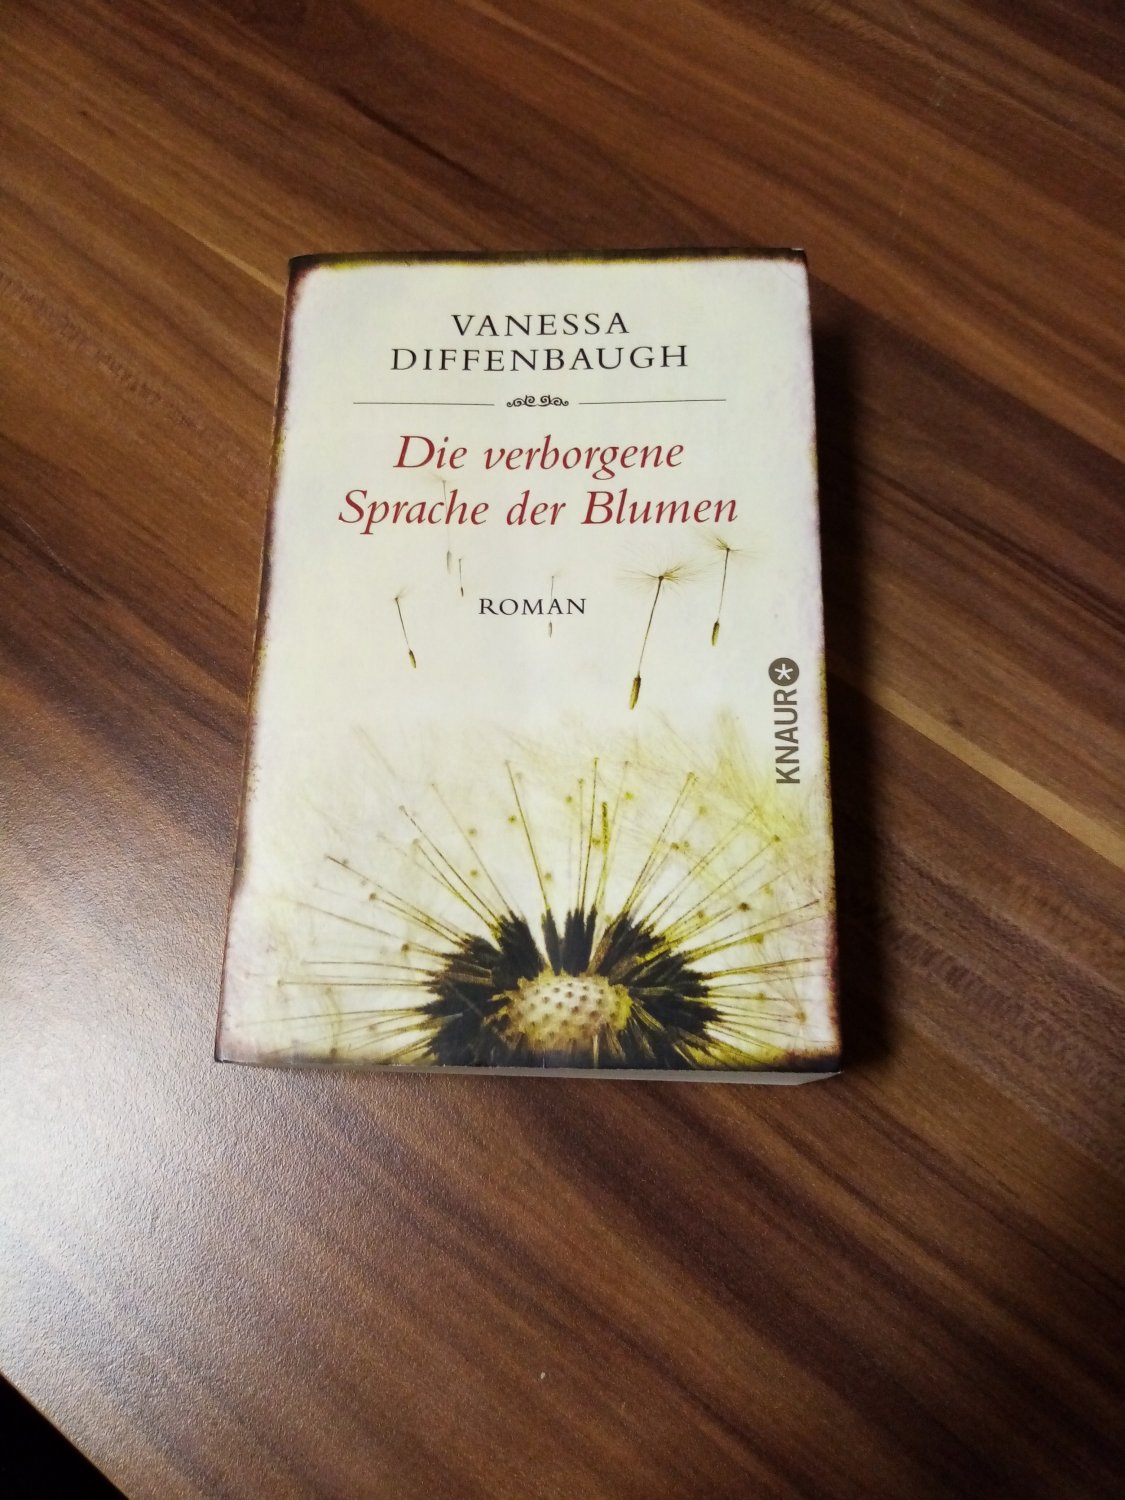 VANESSA
DIFFENBAUGH
Die verborgene
Sprache der Blumen
ROMAN
KNAUR